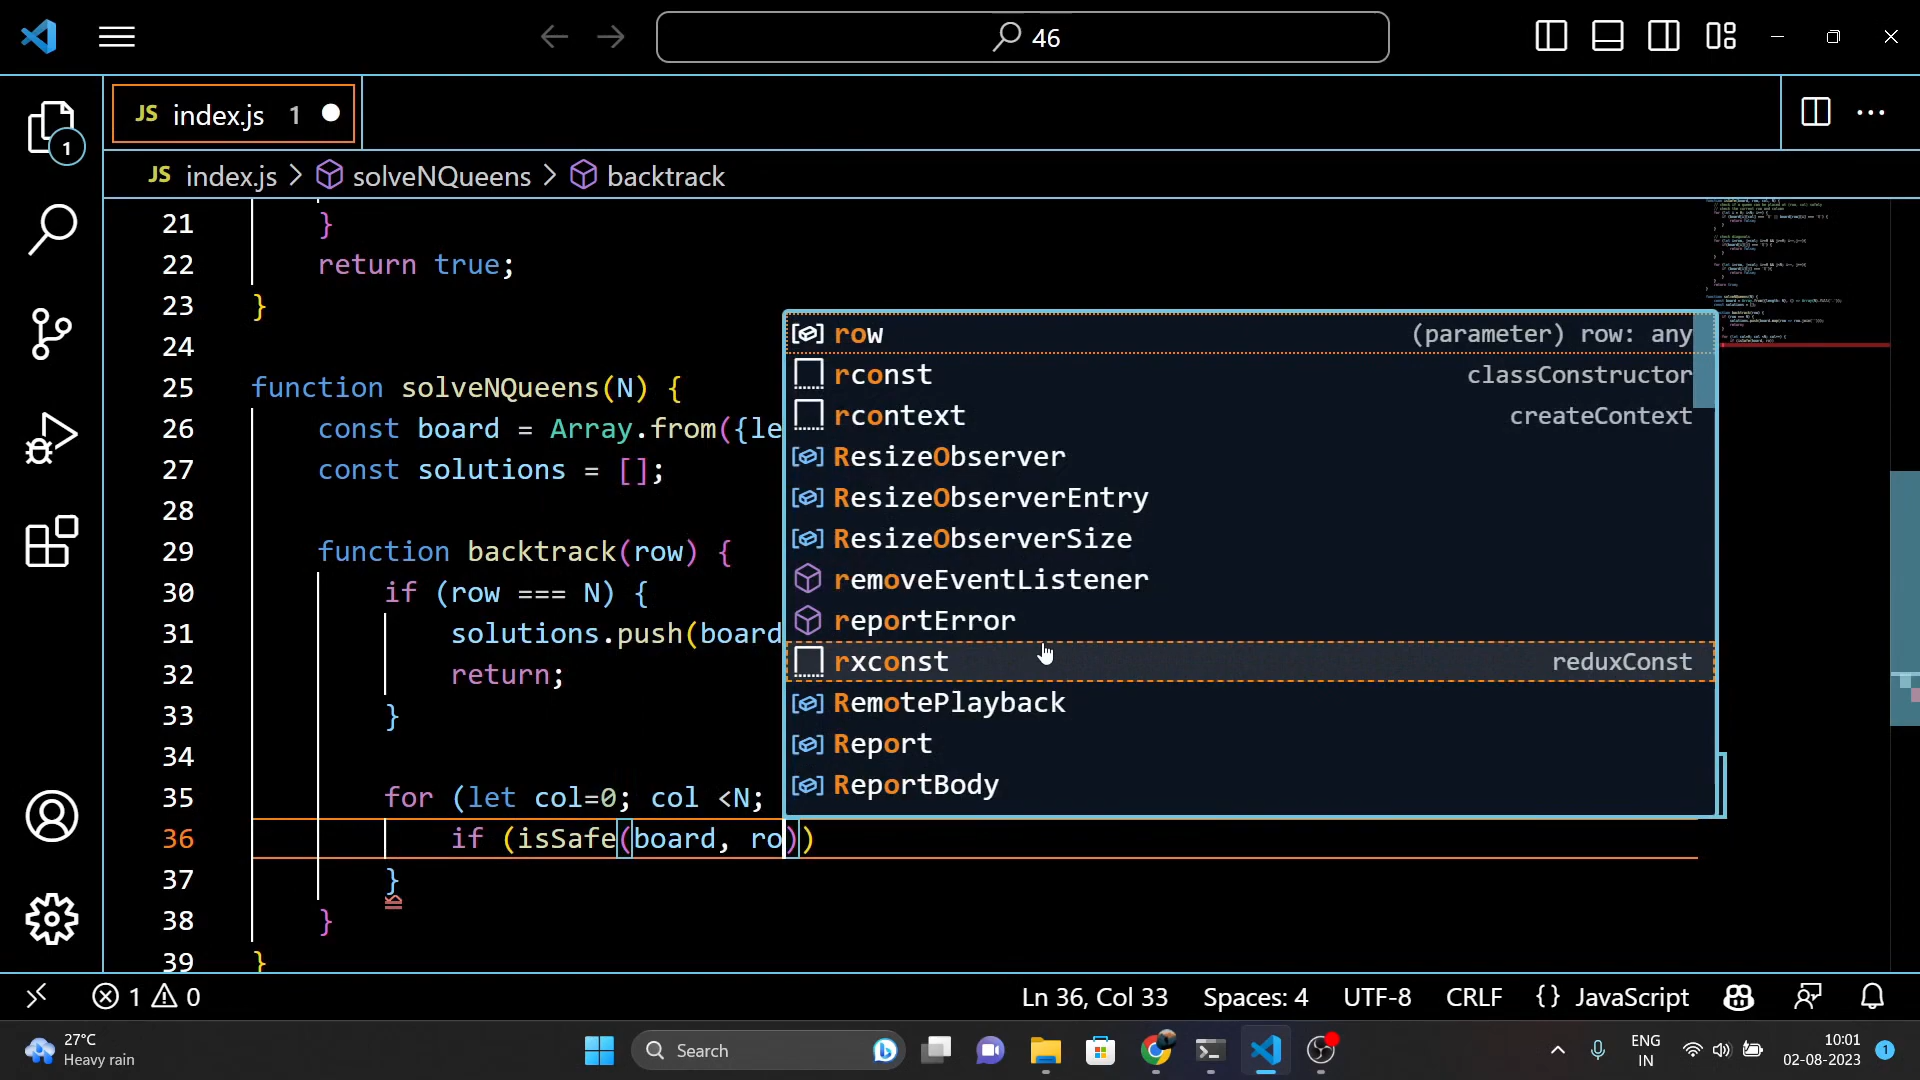 46
JS index.js 1
1
JS index.js > solveNQueens > backtrack
21 }
22 return true;
23 }
24
25 function solveNQueens(N) {
26 const board = Array.from({le
27 const solutions = [];
28
29 function backtrack(row) {
30 if (row === N) {
31 solutions.push(board
32 return;
33 }
34
35 for (let col=0; col <N;
36 if (isSafe(board, ro))
37 }
38 }
39 }
row (parameter) row: any
rconst classConstructor
rcontext createContext
ResizeObserver
ResizeObserverEntry
ResizeObserverSize
removeEventListener
reportError
rxconst reduxConst
RemotePlayback
Report
ReportBody
1 0 Ln 36, Col 33 Spaces: 4 UTF-8 CRLF {} JavaScript
27°C
Heavy rain
Search
ENG
IN
10:01
02-08-2023
1